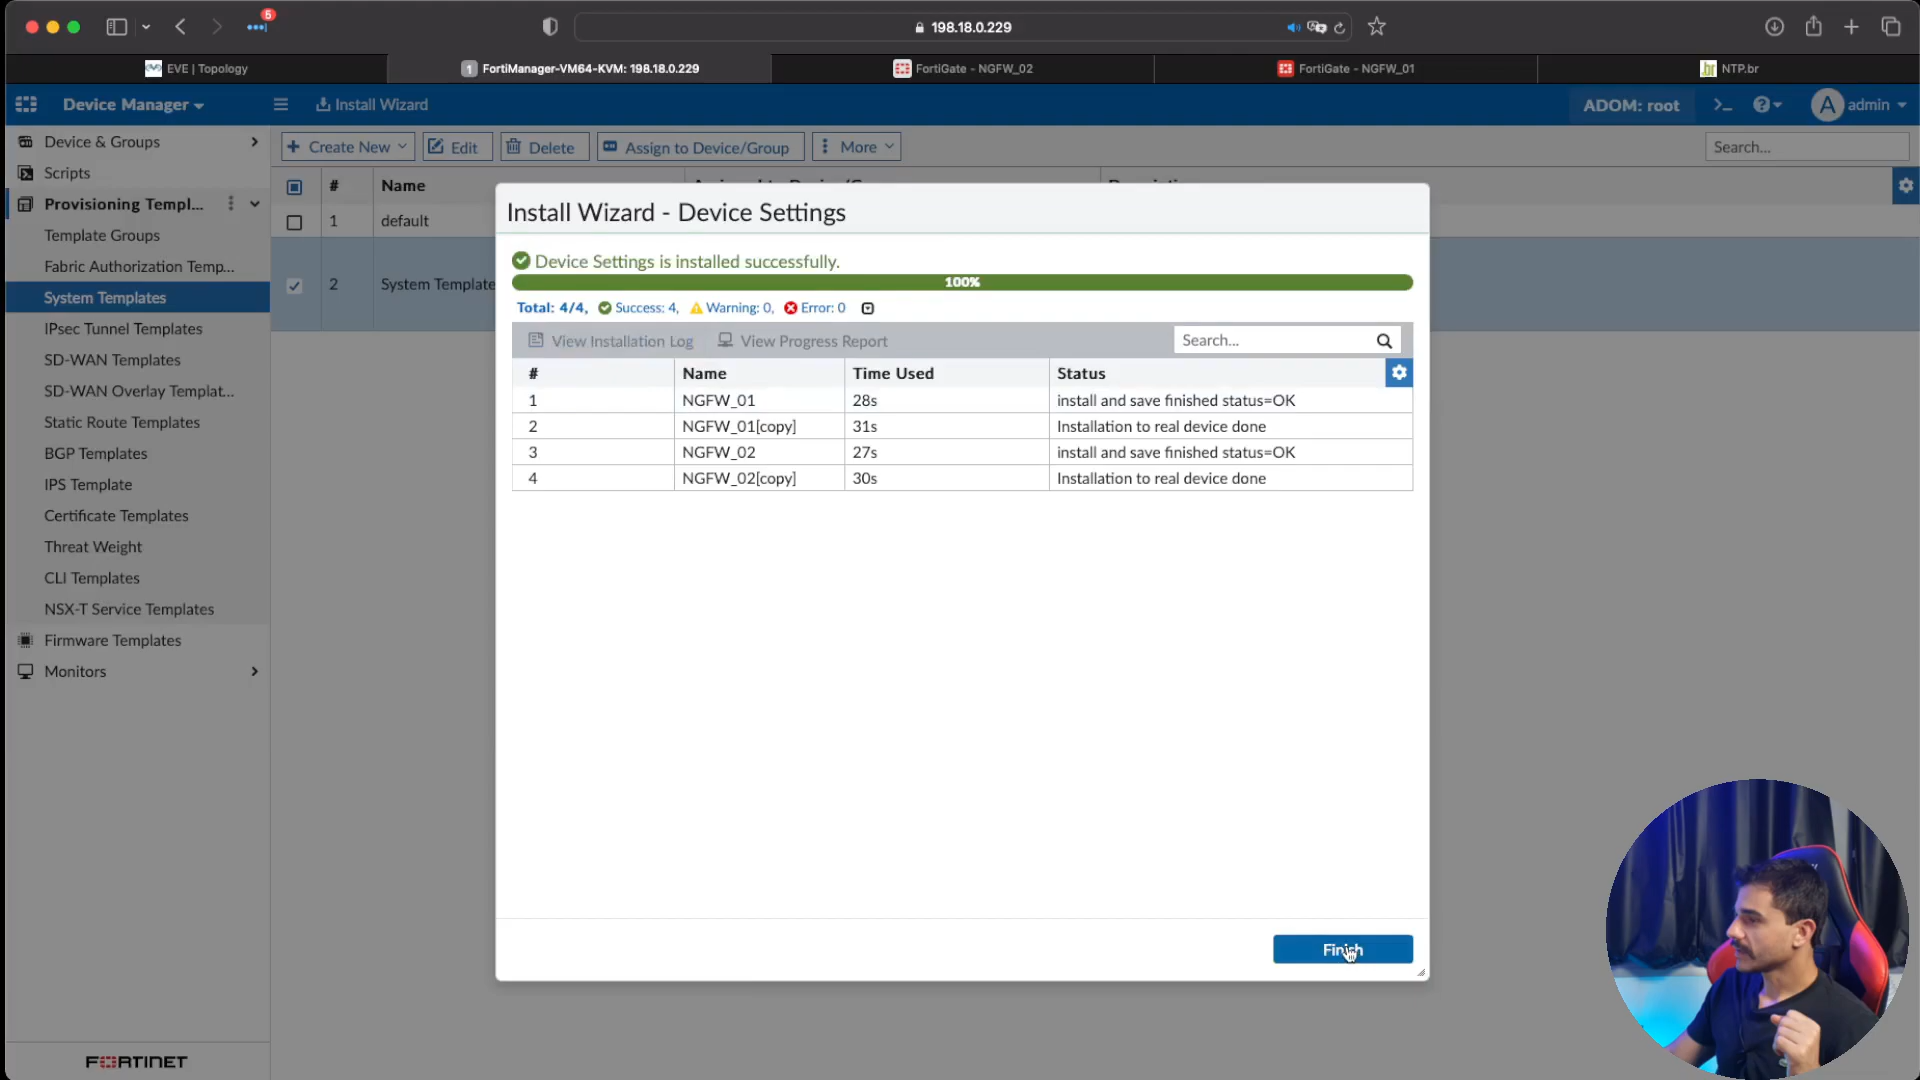 5
198.18.0.229
EVE | Topology
1 FortiManager-VM64-KVM: 198.18.0.229
FortiGate - NGFW_02
FortiGate - NGFW_01
NTP.br
Device Manager
Install Wizard
ADOM: root
A admin
Device & Groups
Scripts
Provisioning Templ...
Template Groups
Fabric Authorization Temp...
System Templates
IPsec Tunnel Templates
SD-WAN Templates
SD-WAN Overlay Templat...
Static Route Templates
BGP Templates
IPS Template
Certificate Templates
Threat Weight
CLI Templates
NSX-T Service Templates
Firmware Templates
Monitors
FORTINET
Create New
Edit
Delete
Assign to Device/Group
More
Search...
# Name
1 default
2 System Template
Install Wizard - Device Settings
Device Settings is installed successfully.
100%
Total: 4/4, Success: 4, Warning: 0, Error: 0
View Installation Log View Progress Report Search...
# Name Time Used Status
1 NGFW_01 28s install and save finished status=OK
2 NGFW_01[copy] 31s Installation to real device done
3 NGFW_02 27s install and save finished status=OK
4 NGFW_02[copy] 30s Installation to real device done
Finish